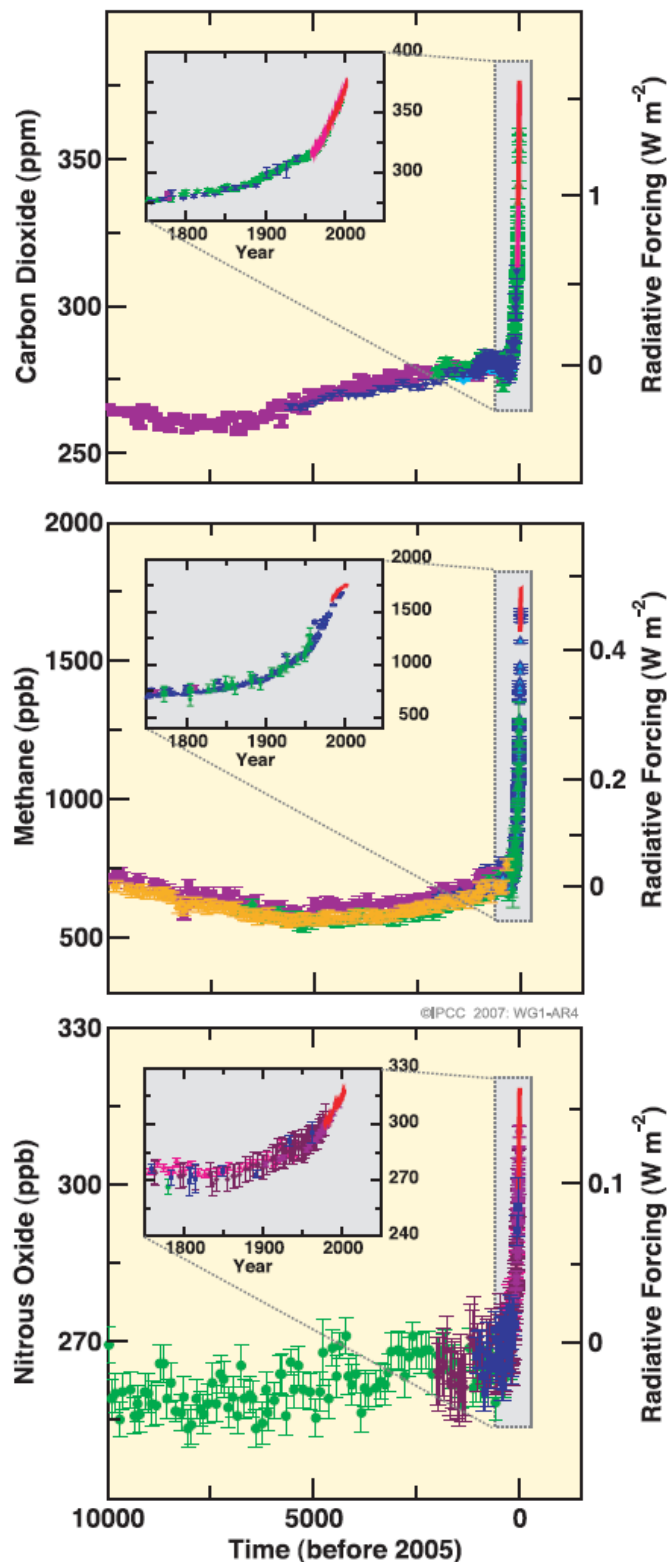 400
350
300
1800 1900 2000
Year
350
300
250
Carbon Dioxide (ppm)
1
0
Radiative Forcing (W m⁻²)
2000
1500
1000
500
Methane (ppb)
2000
1500
1000
500
1800 1900 2000
Year
0.4
0.2
0
Radiative Forcing (W m⁻²)
©IPCC 2007: WG1-AR4
330
300
270
Nitrous Oxide (ppb)
330
300
270
240
1800 1900 2000
Year
0.1
0
Radiative Forcing (W m⁻²)
10000 5000 0
Time (before 2005)